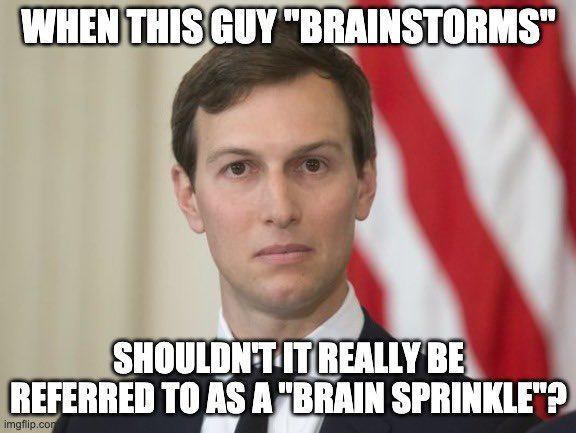 WHEN THIS GUY "BRAINSTORMS"
SHOULDN'T IT REALLY BE
REFERRED TO AS A "BRAIN SPRINKLE"?
imgflip.com